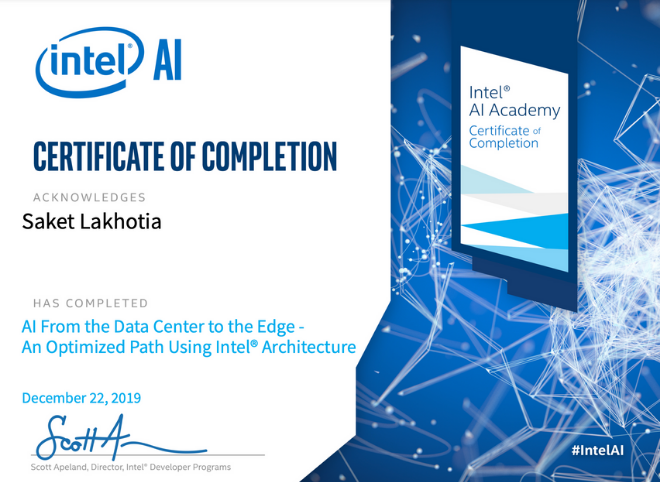 intel® AI
CERTIFICATE OF COMPLETION
ACKNOWLEDGES
Saket Lakhotia
HAS COMPLETED
AI From the Data Center to the Edge -
An Optimized Path Using Intel® Architecture
December 22, 2019
Scott A
Scott Apeland, Director, Intel® Developer Programs
Intel®
AI Academy
Certificate of
Completion
#IntelAI